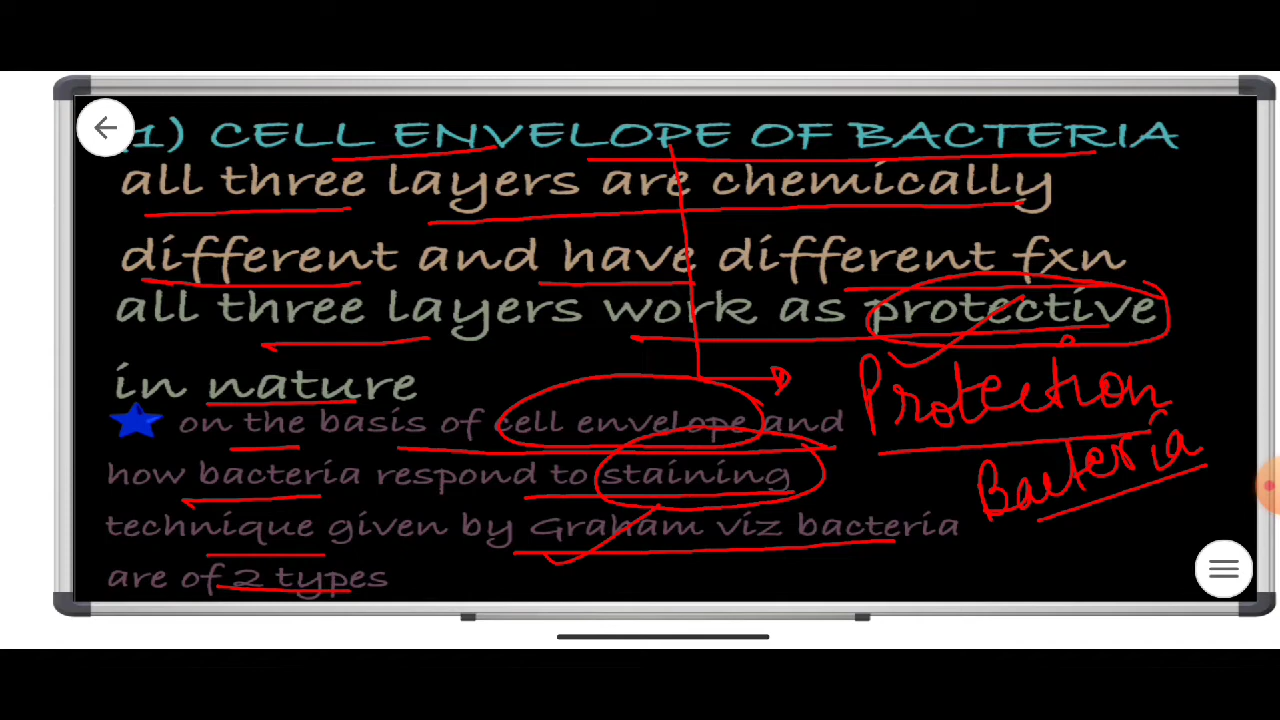 (1) CELL ENVELOPE OF BACTERIA
all three layers are chemically
different and have different fxn
all three layers work as protective
in nature
Protection
on the basis of cell envelope and
Bacteria
how bacteria respond to staining
technique given by Graham viz bacteria
are of 2 types